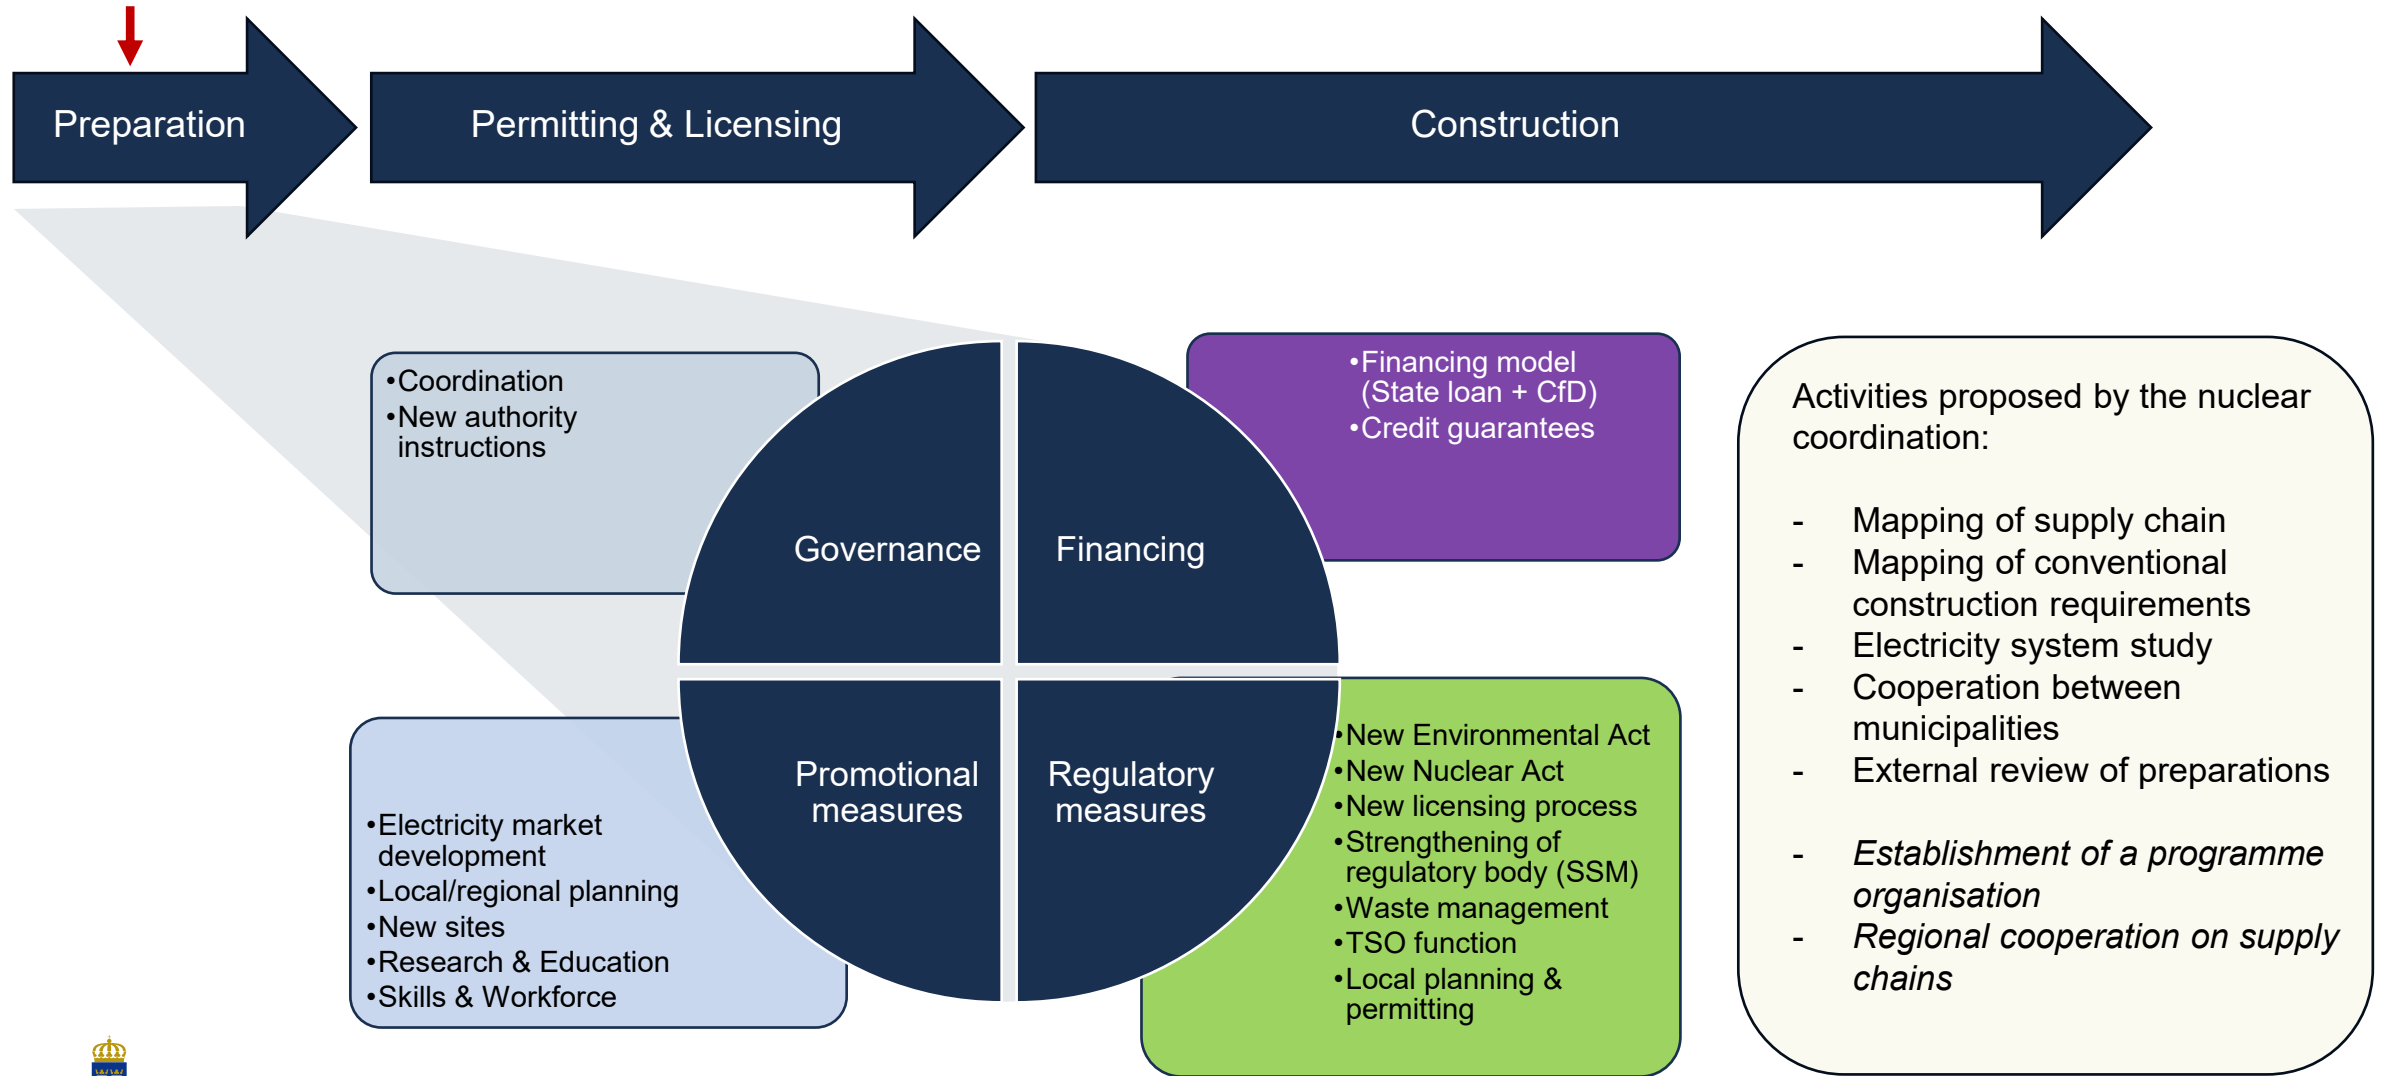 Preparation
Permitting & Licensing
Construction
•Coordination
•New authority
instructions
•Financing model
(State loan + CfD)
•Credit guarantees
Governance
Financing
Promotional
measures
Regulatory
measures
•Electricity market
development
•Local/regional planning
•New sites
•Research & Education
•Skills & Workforce
•New Environmental Act
•New Nuclear Act
•New licensing process
•Strengthening of
regulatory body (SSM)
•Waste management
•TSO function
•Local planning &
permitting
Activities proposed by the nuclear
coordination:
- Mapping of supply chain
- Mapping of conventional
construction requirements
- Electricity system study
- Cooperation between
municipalities
- External review of preparations
- Establishment of a programme
organisation
- Regional cooperation on supply
chains